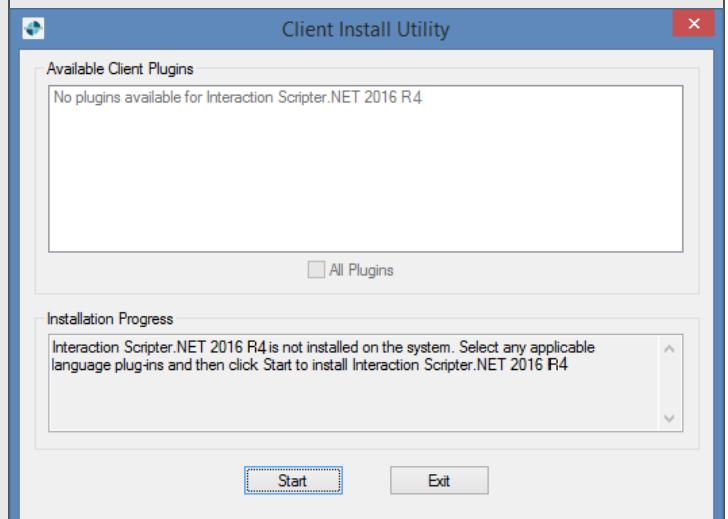 Client Install Utility
Available Client Plugins
No plugins available for Interaction Scripter.NET 2016 R4
All Plugins
Installation Progress
Interaction Scripter.NET 2016 R4 is not installed on the system. Select any applicable
language plug-ins and then click Start to install Interaction Scripter.NET 2016 R4
Start
Exit